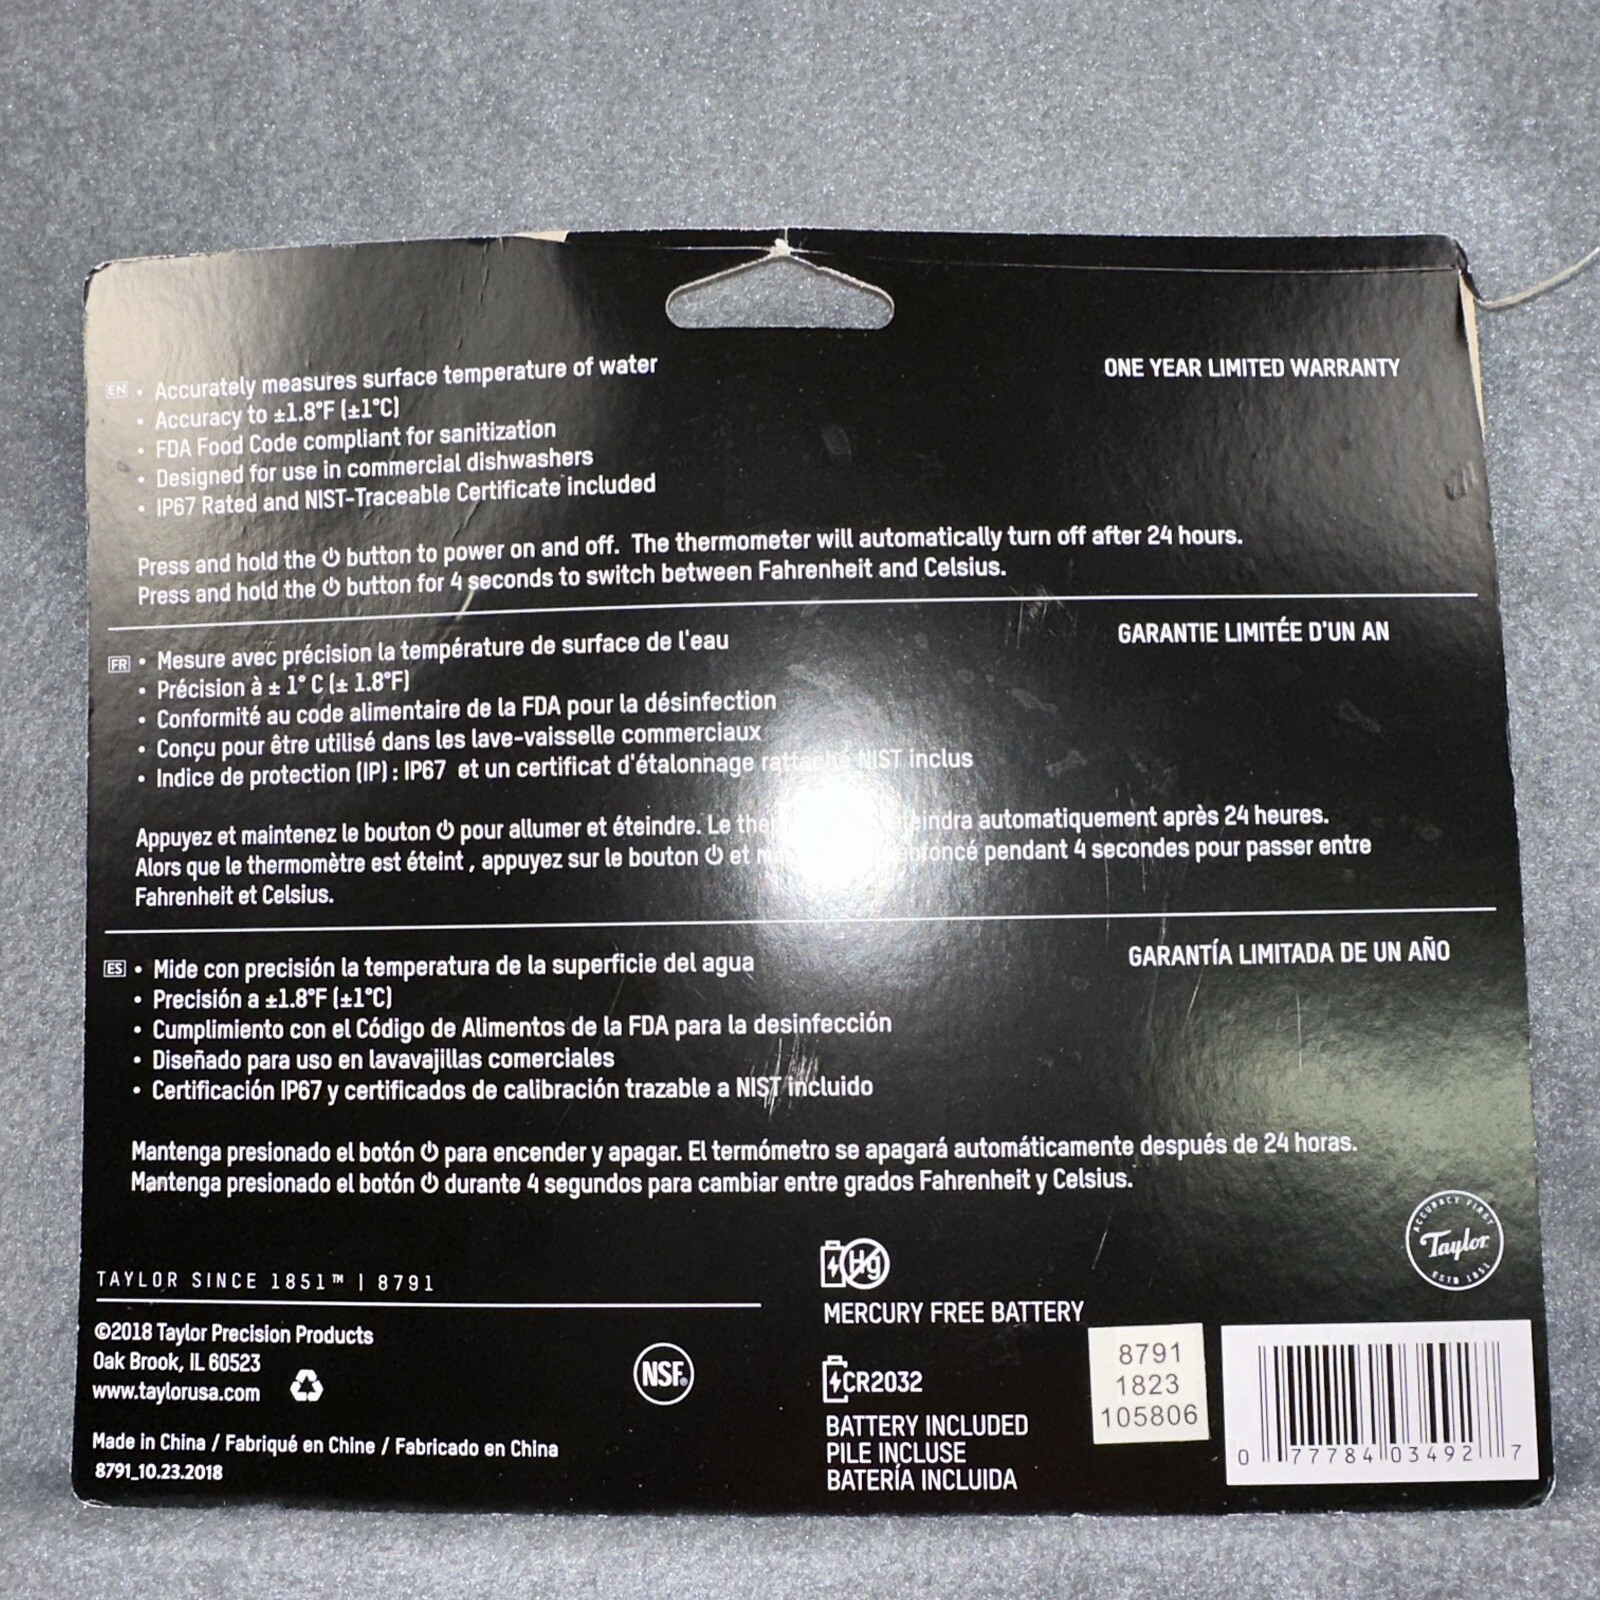 EN • Accurately measures surface temperature of water
• Accuracy to ±1.8°F (±1°C)
• FDA Food Code compliant for sanitization
• Designed for use in commercial dishwashers
• IP67 Rated and NIST-Traceable Certificate included
ONE YEAR LIMITED WARRANTY
Press and hold the ⏻ button to power on and off. The thermometer will automatically turn off after 24 hours.
Press and hold the ⏻ button for 4 seconds to switch between Fahrenheit and Celsius.
FR • Mesure avec précision la température de surface de l'eau
• Précision à ± 1° C (± 1.8°F)
• Conformité au code alimentaire de la FDA pour la désinfection
• Conçu pour être utilisé dans les lave-vaisselle commerciaux
• Indice de protection (IP) : IP67 et un certificat d'étalonnage rattaché NIST inclus
GARANTIE LIMITÉE D'UN AN
Appuyez et maintenez le bouton ⏻ pour allumer et éteindre. Le automatiquement après 24 heures.
Alors que le thermomètre est éteint , appuyez sur le bouton ⏻ et pendant 4 secondes pour passer entre
Fahrenheit et Celsius.
ES • Mide con precisión la temperatura de la superficie del agua
• Precisión a ±1.8°F (±1°C)
• Cumplimiento con el Código de Alimentos de la FDA para la desinfección
• Diseñado para uso en lavavajillas comerciales
• Certificación IP67 y certificados de calibración trazable a NIST incluido
GARANTÍA LIMITADA DE UN AÑO
Mantenga presionado el botón ⏻ para encender y apagar. El termómetro se apagará automáticamente después de 24 horas.
Mantenga presionado el botón ⏻ durante 4 segundos para cambiar entre grados Fahrenheit y Celsius.
TAYLOR SINCE 1851™ | 8791
©2018 Taylor Precision Products
Oak Brook, IL 60523
www.taylorusa.com
Made in China / Fabriqué en Chine / Fabricado en China
8791_10.23.2018
NSF®
Hg
MERCURY FREE BATTERY
CR2032
BATTERY INCLUDED
PILE INCLUSE
BATERÍA INCLUIDA
ACCURACY FIRST
Taylor
ESTD 1851
8791
1823
105806
0 77784 03492 7